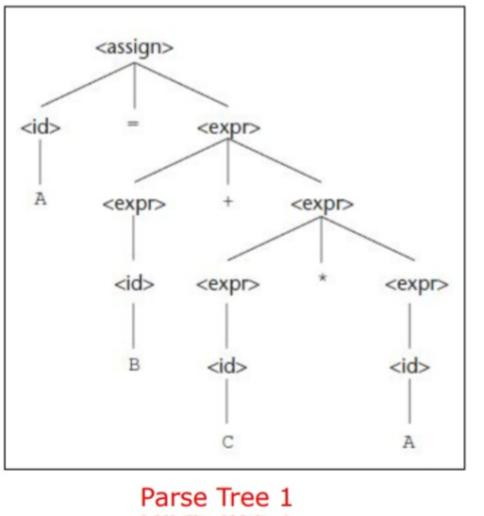 <assign>
<id> = <expr>
A <expr> + <expr>
<id> <expr> * <expr>
B <id> <id>
C A
Parse Tree 1